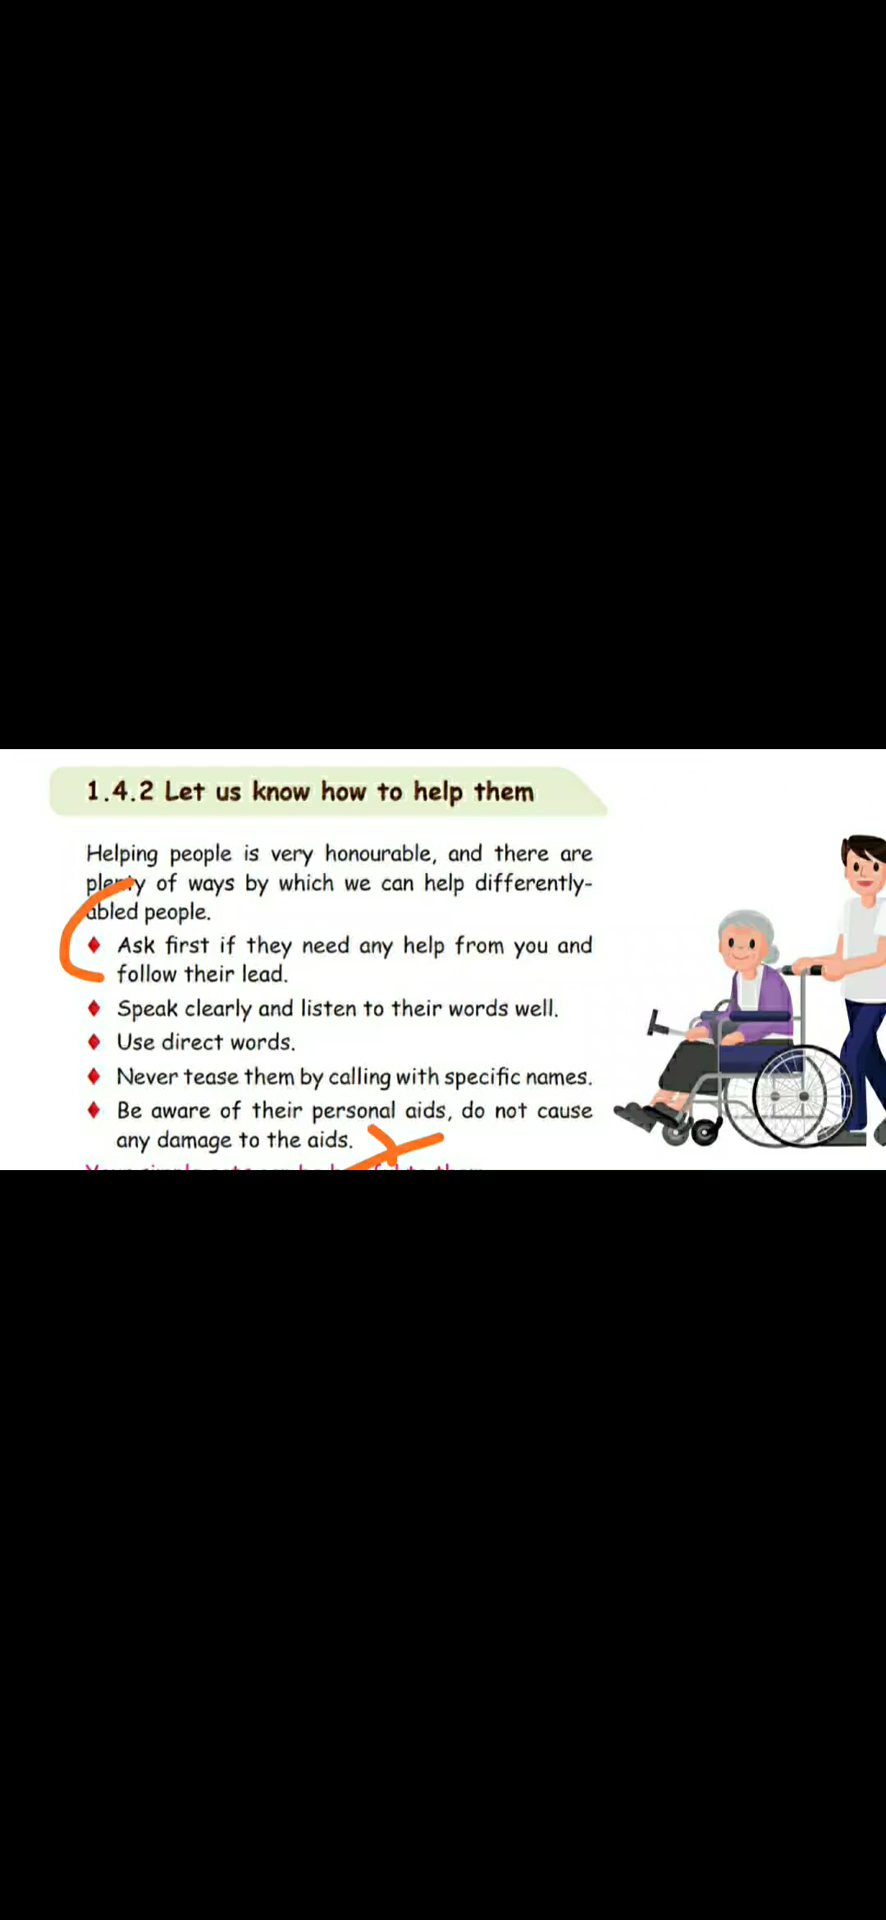 1.4.2 Let us know how to help them
Helping people is very honourable, and there are
plenty of ways by which we can help differently-
abled people.
♦ Ask first if they need any help from you and
follow their lead.
♦ Speak clearly and listen to their words well.
♦ Use direct words.
♦ Never tease them by calling with specific names.
♦ Be aware of their personal aids, do not cause
any damage to the aids.